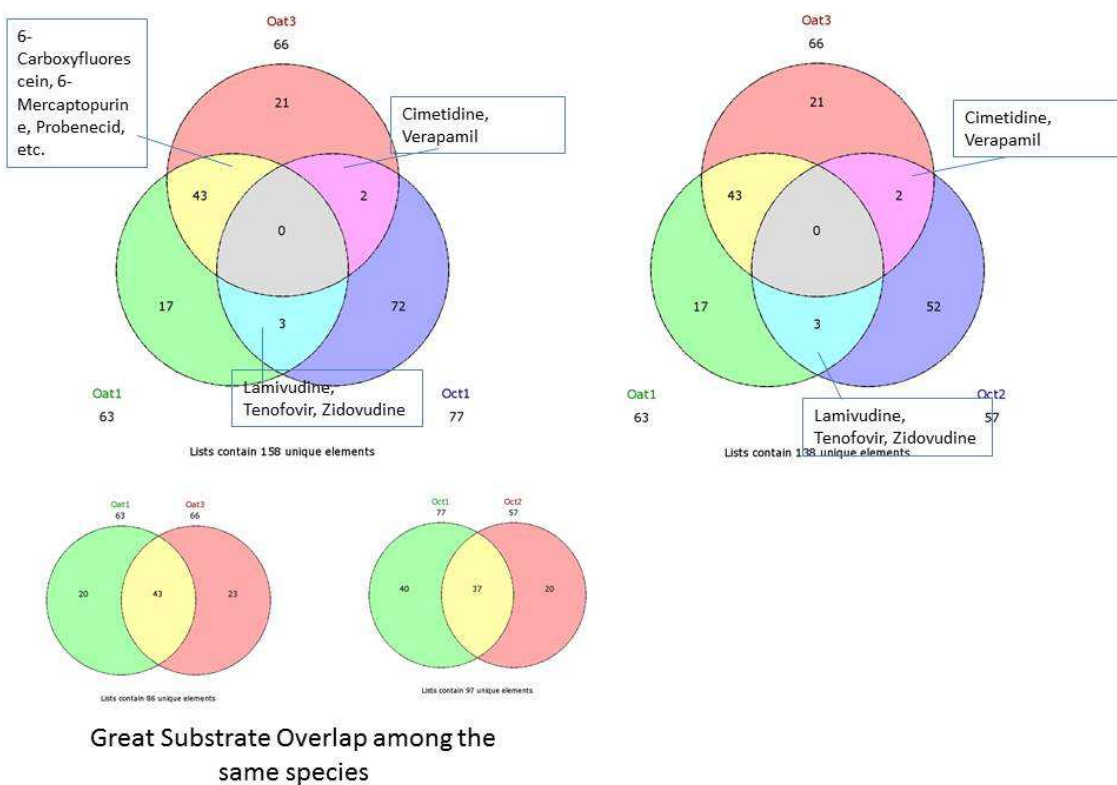 Oat3
66
6-
Carboxyfluores
cein, 6-
Mercaptopurin
e, Probenecid,
etc.
21
Cimetidine,
Verapamil
43
2
0
17
72
3
Lamivudine,
Tenofovir, Zidovudine
Oat1
63
Oct1
77
Lists contain 158 unique elements
Oat3
66
21
Cimetidine,
Verapamil
43
2
0
17
52
3
Oat1
63
Oct2
57
Lamivudine,
Tenofovir, Zidovudine
Lists contain 138 unique elements
Oat1
63
Oat3
66
20
43
23
Lists contain 86 unique elements
Oct1
77
Oct2
57
40
37
20
Lists contain 97 unique elements
Great Substrate Overlap among the
same species